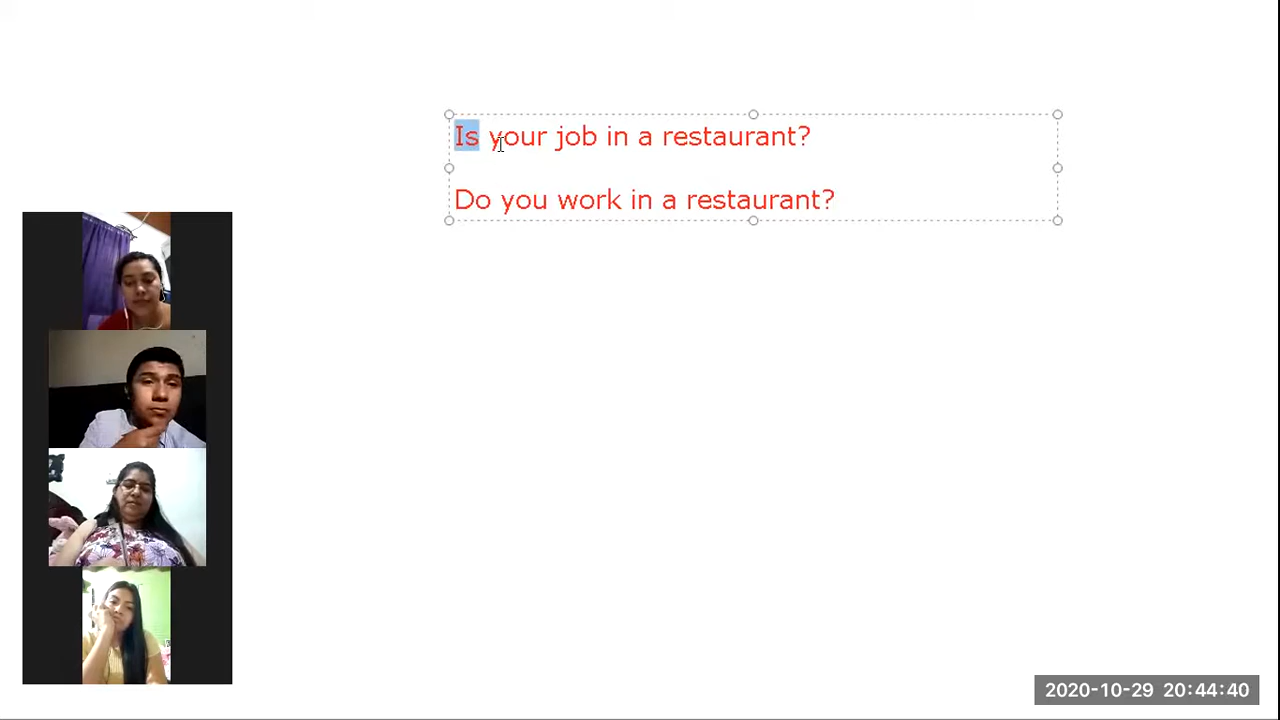 Is your job in a restaurant?
Do you work in a restaurant?
2020-10-29 20:44:40